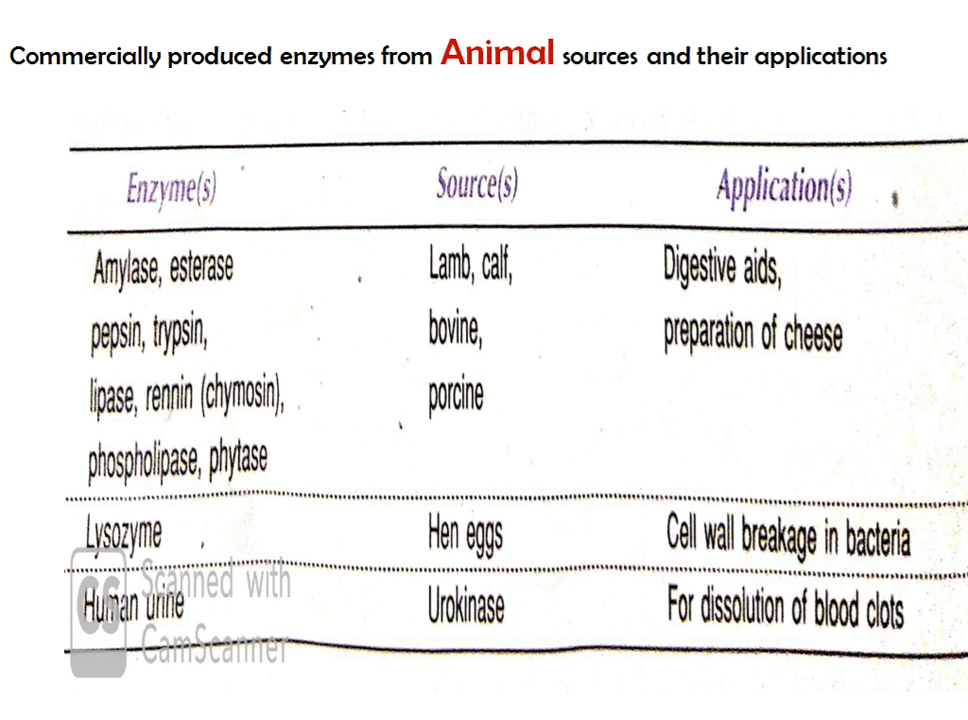 Commercially produced enzymes from Animal sources and their applications
Enzyme(s) Source(s) Application(s)
Amylase, esterase Lamb, calf, Digestive aids,
pepsin, trypsin, bovine, preparation of cheese
lipase, rennin (chymosin), porcine
phospholipase, phytase
Lysozyme Hen eggs Cell wall breakage in bacteria
Human urine Urokinase For dissolution of blood clots
CS Scanned with
CamScanner